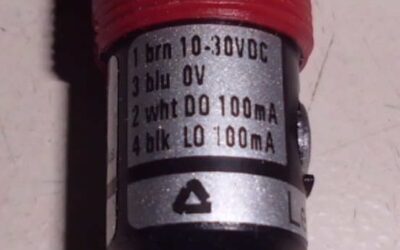 1 brn 10-30VDC
3 blu 0V
2 wht DO 100mA
4 blk LO 100mA